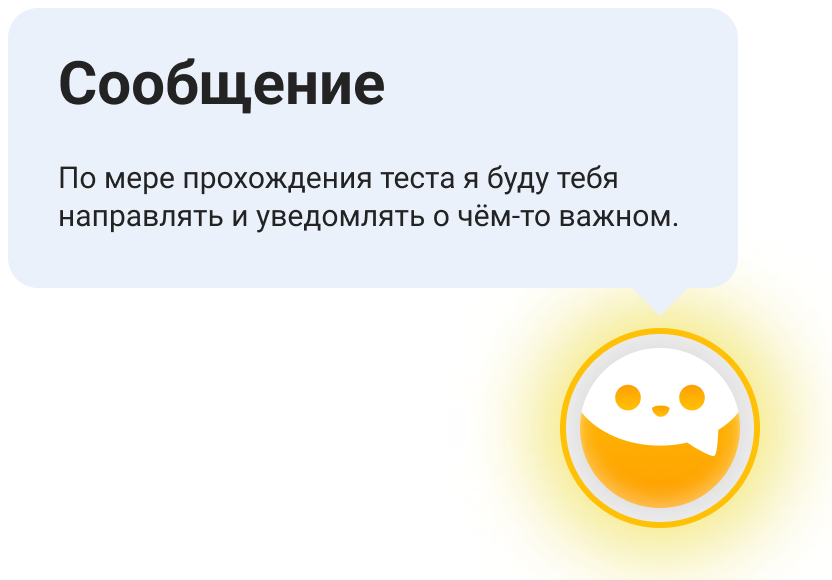 Сообщение
По мере прохождения теста я буду тебя
направлять и уведомлять о чём-то важном.